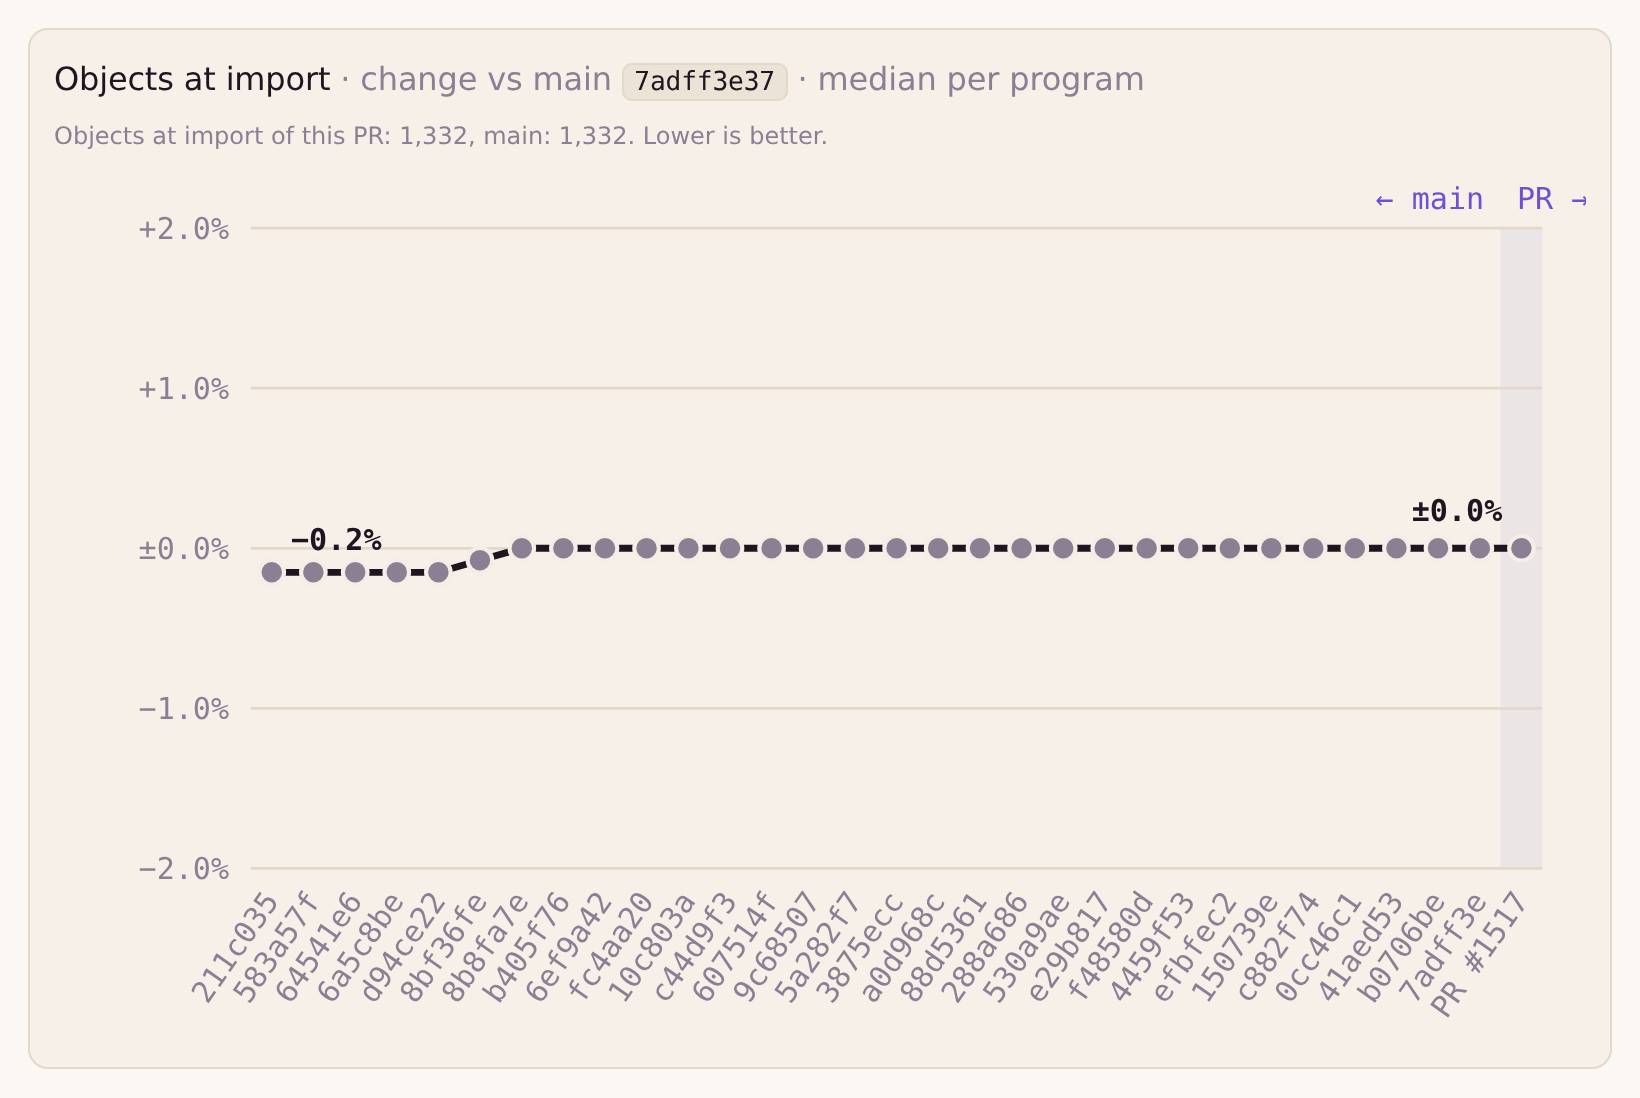 Objects at import · change vs main 7adff3e37 · median per program
Objects at import of this PR: 1,332, main: 1,332. Lower is better.
← main PR →
+2.0%
+1.0%
±0.0%
−1.0%
−2.0%
−0.2%
±0.0%
211c035
583a57f
64541e6
6a5c8be
d94ce22
8bf36fe
8b8fa7e
b405f76
6ef9a42
fc4aa20
10c803a
c44d9f3
607514f
9c68507
5a282f7
3875ecc
a0d968c
88d5361
288a686
530a9ae
e29b817
f48580d
4459f53
efbfec2
150739e
c882f74
0cc46c1
41aed53
b0706be
7adff3e
PR #1517